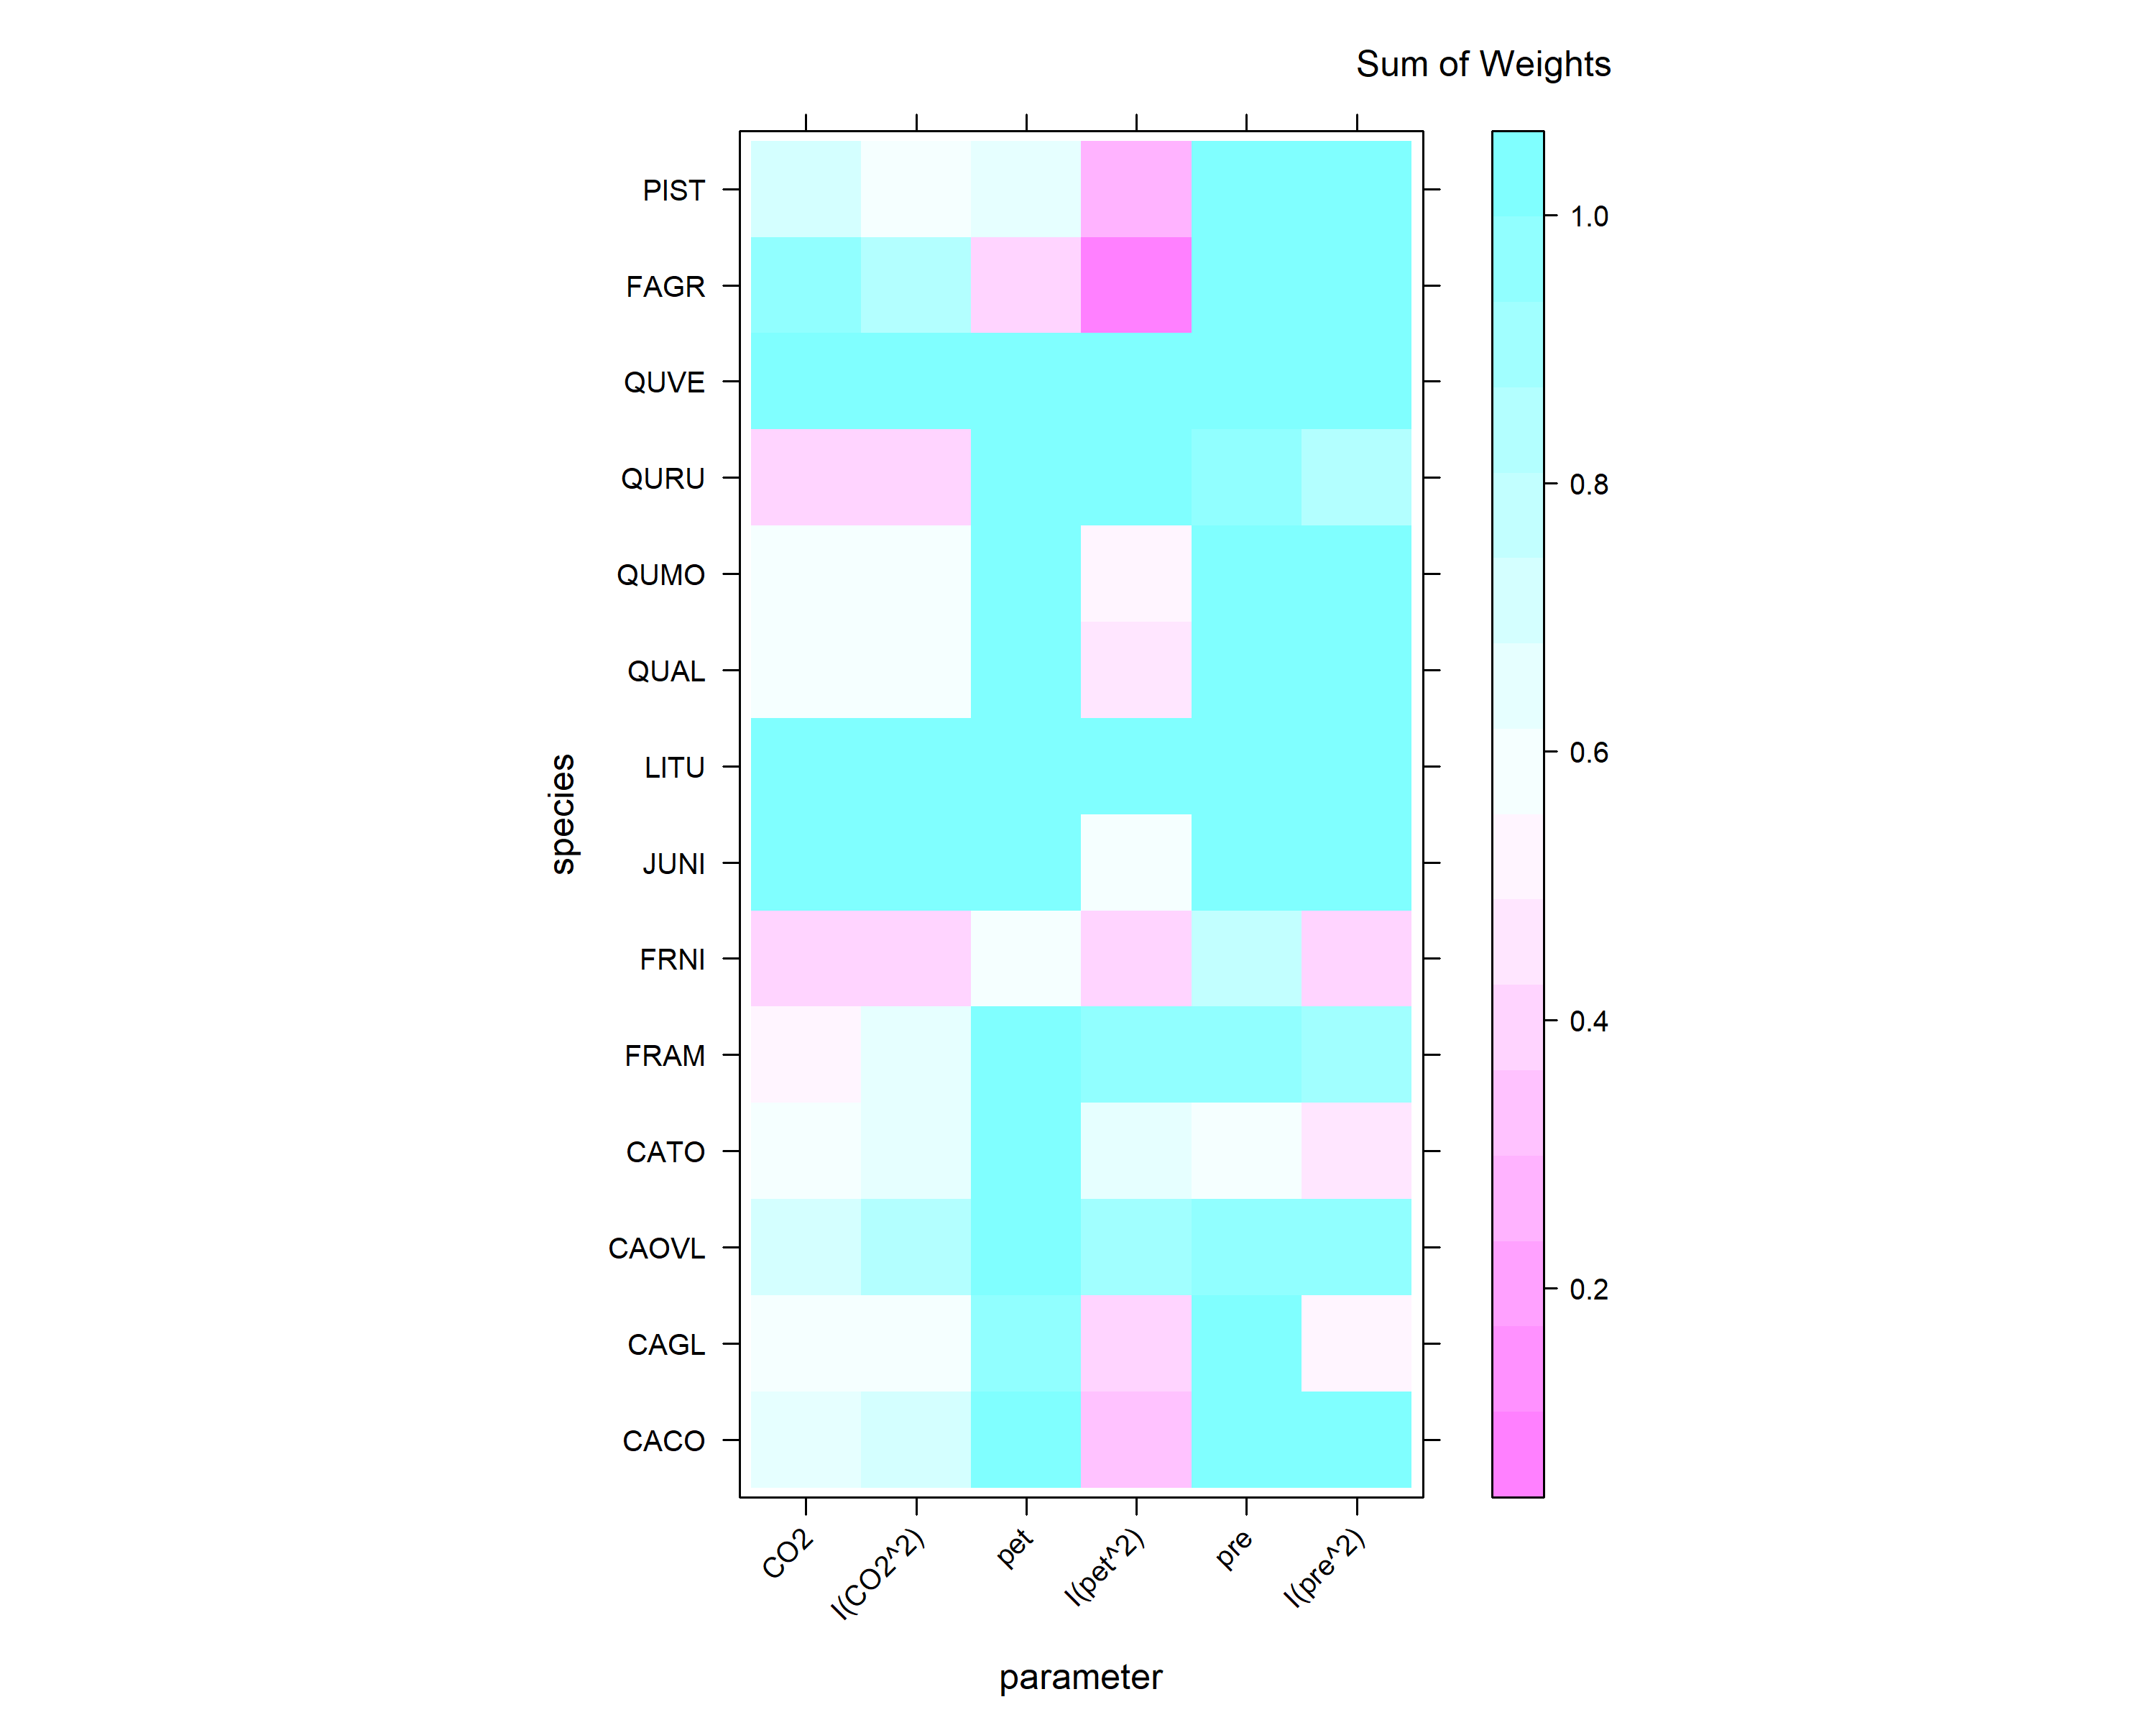 Sum of Weights
PIST
FAGR
QUVE
QURU
QUMO
QUAL
LITU
JUNI
FRNI
FRAM
CATO
CAOVL
CAGL
CACO
species
1.0
0.8
0.6
0.4
0.2
CO2
I(CO2^2)
pet
I(pet^2)
pre
I(pre^2)
parameter